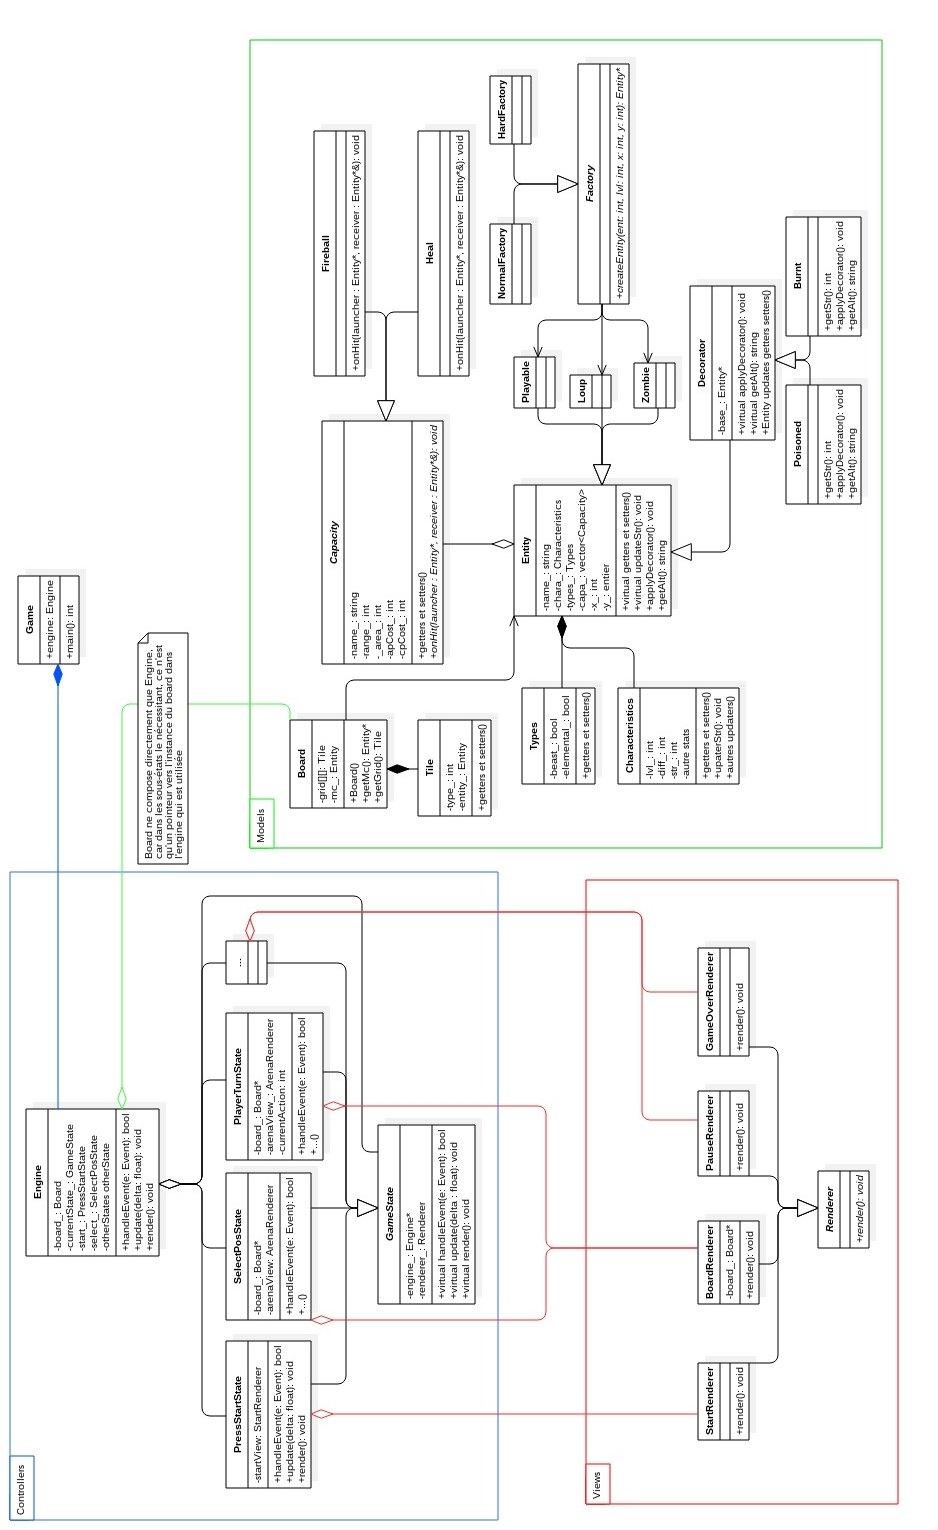 Controllers
Engine
-board_: Board
-currentState_: GameState
-start_: PressStartState
-select_: SelectPosState
-otherStates otherState
+handleEvent(e: Event): bool
+update(delta: float): void
+render(): void
Game
+engine: Engine
+main(): int
Board ne compose directement que Engine,
car dans les sous-états le nécessitant, ce n'est
qu'un pointeur vers l'instance du board dans
l'engine qui est utilisée
PressStartState
-startView: StartRenderer
+handleEvent(e: Event): bool
+update(delta: float): void
+render(): void
SelectPosState
-board_: Board*
-arenaView: ArenaRenderer
+handleEvent(e: Event): bool
+...()
PlayerTurnState
-board_: Board*
-arenaView_: ArenaRenderer
-currentAction: int
+handleEvent(e: Event): bool
+...()
...
GameState
-engine_: Engine*
-renderer_: Renderer
+virtual handleEvent(e: Event): bool
+virtual update(delta : float): void
+virtual render(): void
Models
Board
-grid[][]: Tile
-mc_: Entity
+Board()
+getMc(): Entity*
+getGrid(): Tile
Tile
-type_: int
-entity_: Entity
+getters et setters()
Capacity
-name_: string
-range_: int
-_area_: int
-apCost_: int
-cpCost_: int
+getters et setters()
+onHit(launcher : Entity*, receiver : Entity*&): void
Fireball
+onHit(launcher : Entity*, receiver : Entity*&): void
Heal
+onHit(launcher : Entity*, receiver : Entity*&): void
Types
-beast_: bool
-elemental_: bool
+getters et setters()
Characteristics
-lvl_: int
-diff_: int
-str_: int
-autre stats
+getters et setters()
+upaterStr(): void
+autres updaters()
Entity
-name_: string
-chara_: Characteristics
-types_: Types
-capa_: vector<Capacity>
-x_: int
-y_: entier
+virtual getters et setters()
+virtual updateStr(): void
+applyDecorator(): void
+getAlt(): string
Playable
Loup
Zombie
NormalFactory
HardFactory
Factory
+createEntity(ent: int, lvl: int, x: int, y: int): Entity*
Decorator
-base_: Entity*
+virtual applyDecorator(): void
+virtual getAlt(): string
+Entity updates getters setters()
Poisoned
+getStr(): int
+applyDecorator(): void
+getAlt(): string
Burnt
+getStr(): int
+applyDecorator(): void
+getAlt(): string
Views
StartRenderer
+render(): void
BoardRenderer
-board_: Board*
+render(): void
PauseRenderer
+render(): void
GameOverRenderer
+render(): void
Renderer
+render(): void